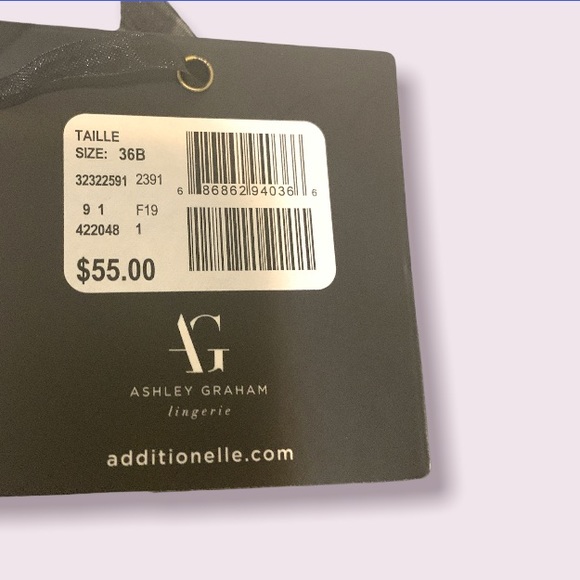 TAILLE
SIZE: 36B
32322591 2391
9 1 F19
422048 1
$55.00
6 86862 94036 6
AG
ASHLEY GRAHAM
lingerie
additionelle.com